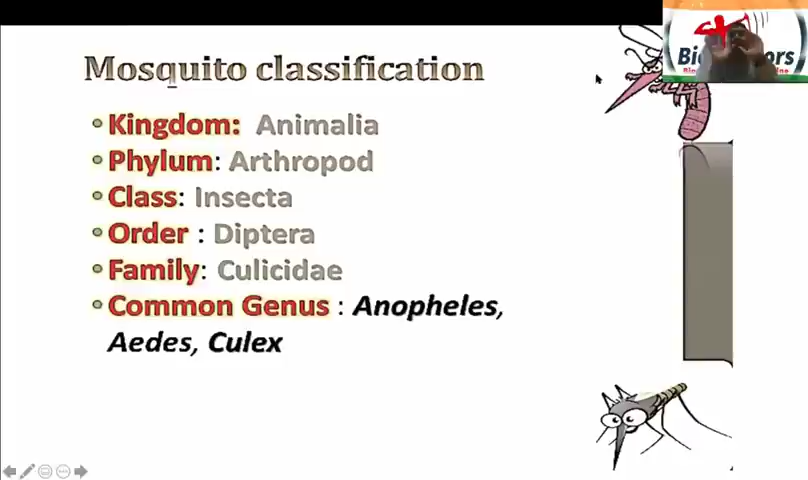 Mosquito classification
• Kingdom: Animalia
• Phylum: Arthropod
• Class: Insecta
• Order : Diptera
• Family: Culicidae
• Common Genus : Anopheles,
Aedes, Culex